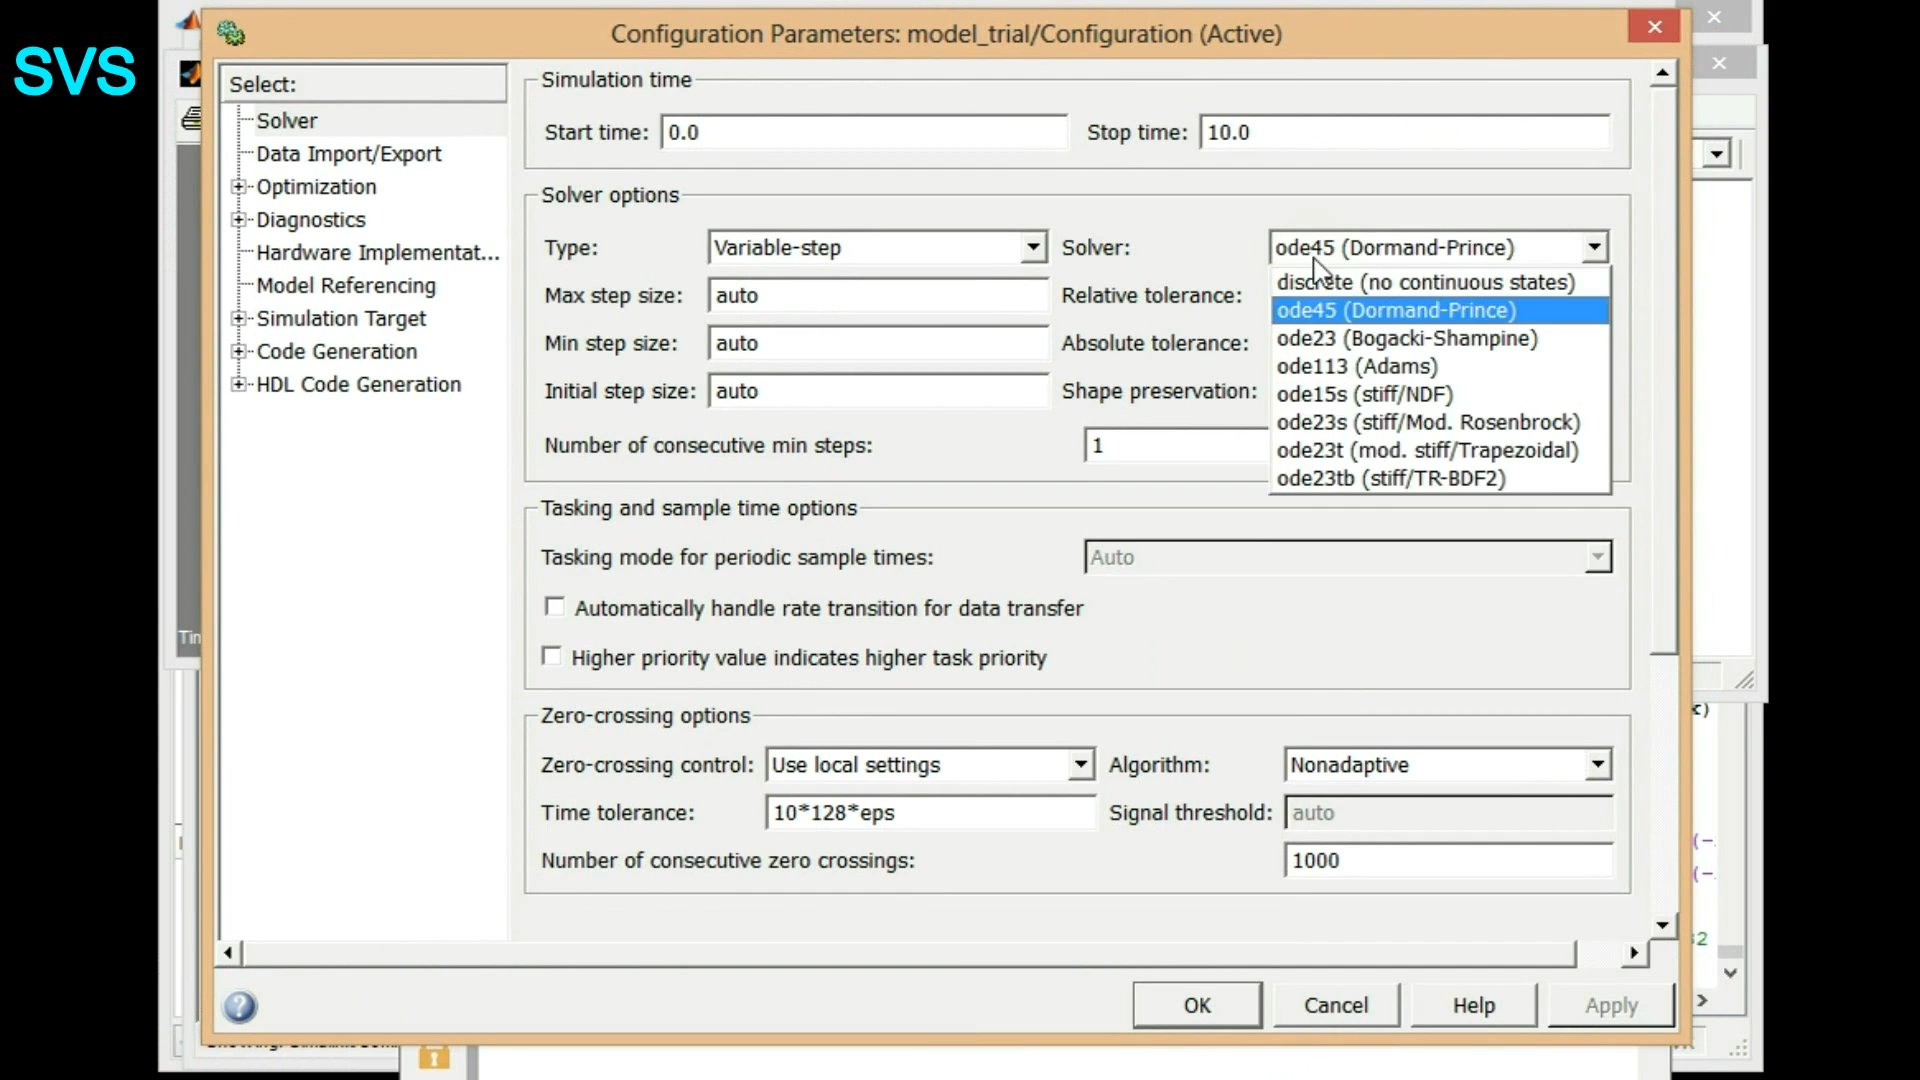 SVS
Configuration Parameters: model_trial/Configuration (Active)
Select:
Solver
Data Import/Export
Optimization
Diagnostics
Hardware Implementat...
Model Referencing
Simulation Target
Code Generation
HDL Code Generation
Simulation time
Start time: 0.0 Stop time: 10.0
Solver options
Type: Variable-step Solver: ode45 (Dormand-Prince)
discrete (no continuous states)
ode45 (Dormand-Prince)
ode23 (Bogacki-Shampine)
ode113 (Adams)
ode15s (stiff/NDF)
ode23s (stiff/Mod. Rosenbrock)
ode23t (mod. stiff/Trapezoidal)
ode23tb (stiff/TR-BDF2)
Max step size: auto Relative tolerance:
Min step size: auto Absolute tolerance:
Initial step size: auto Shape preservation:
Number of consecutive min steps: 1
Tasking and sample time options
Tasking mode for periodic sample times: Auto
Automatically handle rate transition for data transfer
Higher priority value indicates higher task priority
Zero-crossing options
Zero-crossing control: Use local settings Algorithm: Nonadaptive
Time tolerance: 10*128*eps Signal threshold: auto
Number of consecutive zero crossings: 1000
OK Cancel Help Apply